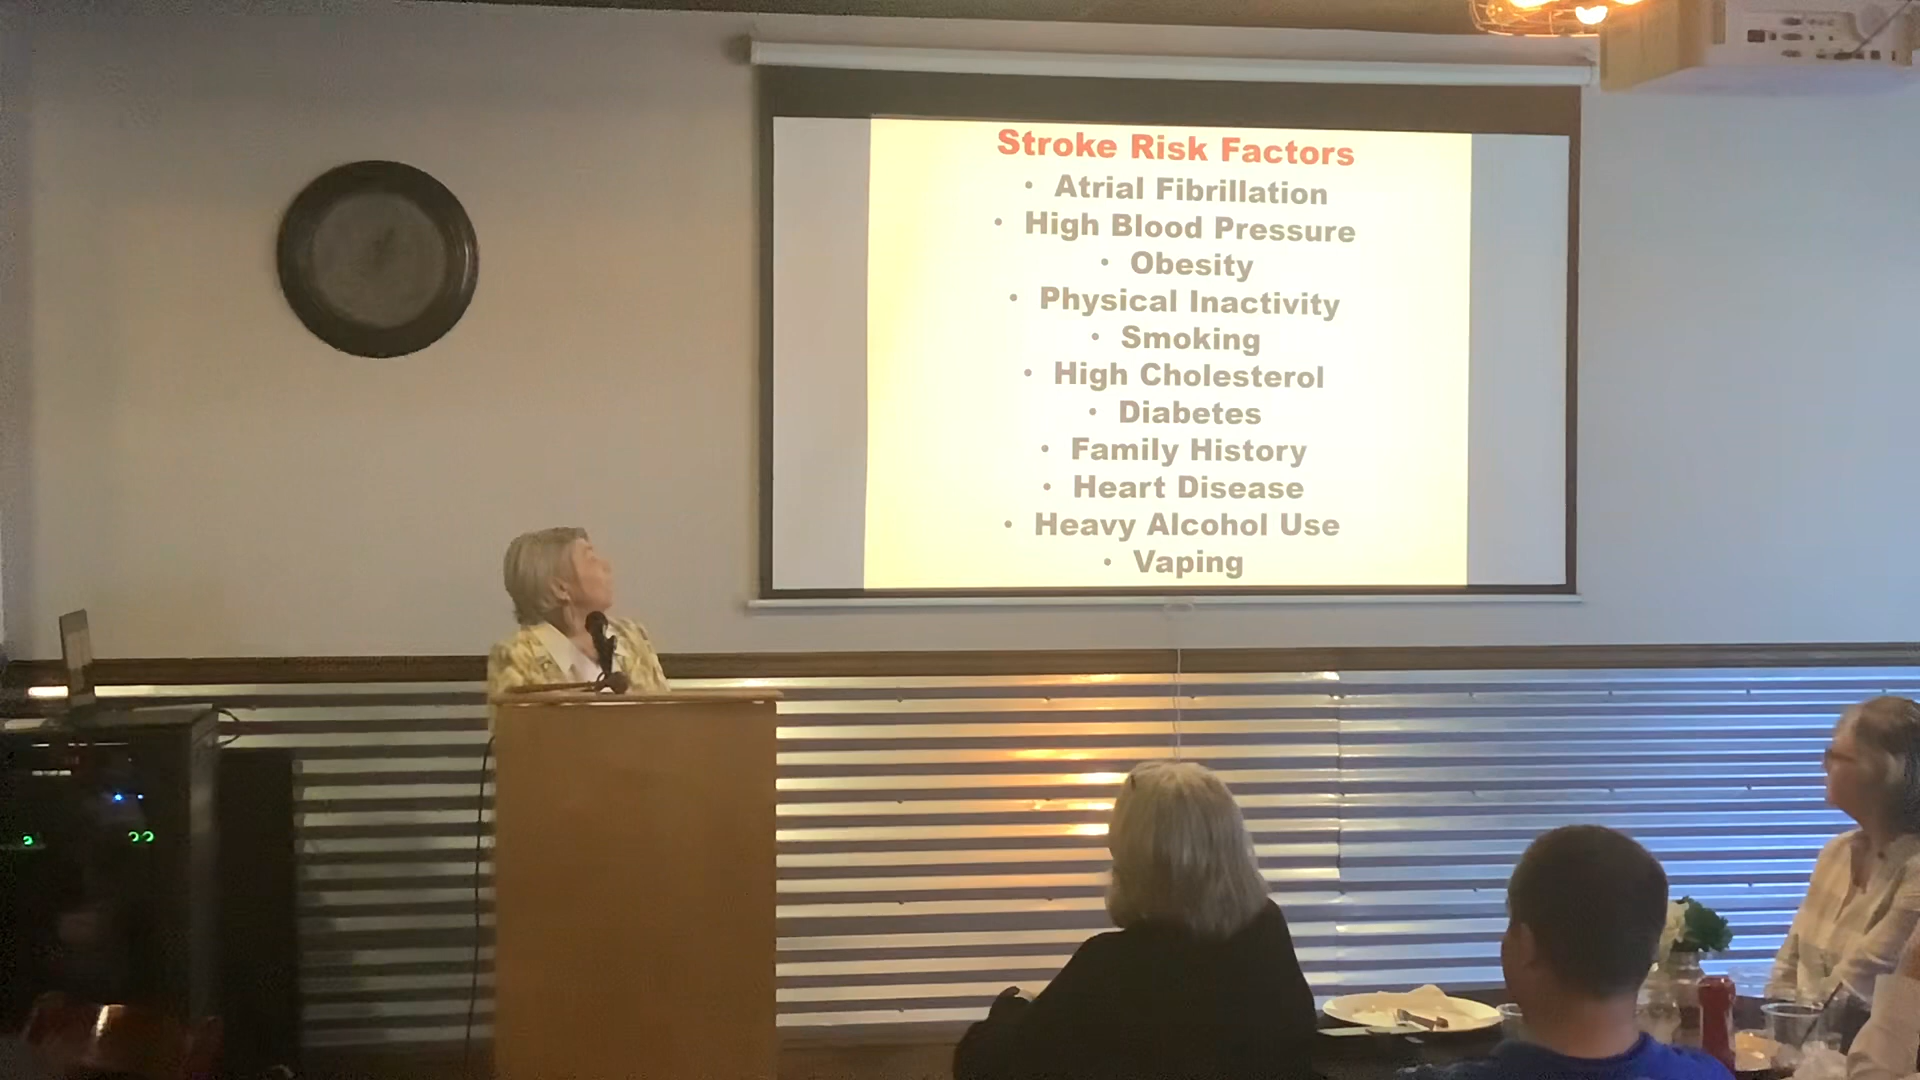 Stroke Risk Factors
• Atrial Fibrillation
• High Blood Pressure
• Obesity
• Physical Inactivity
• Smoking
• High Cholesterol
• Diabetes
• Family History
• Heart Disease
• Heavy Alcohol Use
• Vaping